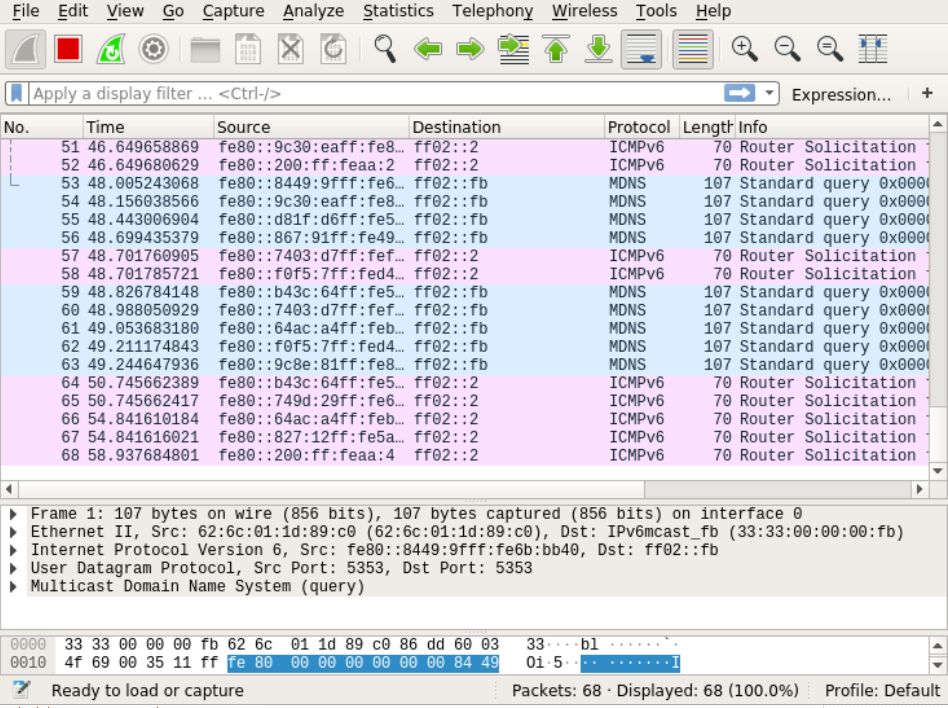 File Edit View Go Capture Analyze Statistics Telephony Wireless Tools Help
Apply a display filter … <Ctrl-/> Expression… +
No. Time Source Destination Protocol Length Info
51 46.649658869 fe80::9c30:eaff:fe8… ff02::2 ICMPv6 70 Router Solicitation
52 46.649680629 fe80::200:ff:feaa:2 ff02::2 ICMPv6 70 Router Solicitation
53 48.005243068 fe80::8449:9fff:fe6… ff02::fb MDNS 107 Standard query 0x000
54 48.156038566 fe80::9c30:eaff:fe8… ff02::fb MDNS 107 Standard query 0x000
55 48.443006904 fe80::d81f:d6ff:fe5… ff02::fb MDNS 107 Standard query 0x000
56 48.699435379 fe80::867:91ff:fe49… ff02::fb MDNS 107 Standard query 0x000
57 48.701760905 fe80::7403:d7ff:fef… ff02::2 ICMPv6 70 Router Solicitation
58 48.701785721 fe80::f0f5:7ff:fed4… ff02::2 ICMPv6 70 Router Solicitation
59 48.826784148 fe80::b43c:64ff:fe5… ff02::fb MDNS 107 Standard query 0x000
60 48.988050929 fe80::7403:d7ff:fef… ff02::fb MDNS 107 Standard query 0x000
61 49.053683180 fe80::64ac:a4ff:feb… ff02::fb MDNS 107 Standard query 0x000
62 49.211174843 fe80::f0f5:7ff:fed4… ff02::fb MDNS 107 Standard query 0x000
63 49.244647936 fe80::9c8e:81ff:fe8… ff02::fb MDNS 107 Standard query 0x000
64 50.745662389 fe80::b43c:64ff:fe5… ff02::2 ICMPv6 70 Router Solicitation
65 50.745662417 fe80::749d:29ff:fe6… ff02::2 ICMPv6 70 Router Solicitation
66 54.841610184 fe80::64ac:a4ff:feb… ff02::2 ICMPv6 70 Router Solicitation
67 54.841616021 fe80::827:12ff:fe5a… ff02::2 ICMPv6 70 Router Solicitation
68 58.937684801 fe80::200:ff:feaa:4 ff02::2 ICMPv6 70 Router Solicitation
Frame 1: 107 bytes on wire (856 bits), 107 bytes captured (856 bits) on interface 0
Ethernet II, Src: 62:6c:01:1d:89:c0 (62:6c:01:1d:89:c0), Dst: IPv6mcast_fb (33:33:00:00:00:fb)
Internet Protocol Version 6, Src: fe80::8449:9fff:fe6b:bb40, Dst: ff02::fb
User Datagram Protocol, Src Port: 5353, Dst Port: 5353
Multicast Domain Name System (query)
0000 33 33 00 00 00 fb 62 6c 01 1d 89 c0 86 dd 60 03 33····bl ······`·
0010 4f 69 00 35 11 ff fe 80 00 00 00 00 00 00 84 49 Oi·5···· ·······I
Ready to load or capture Packets: 68 · Displayed: 68 (100.0%) Profile: Default